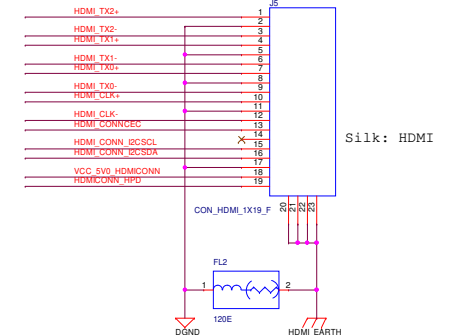 J5
HDMI_TX2+ 1
2
HDMI_TX2- 3
HDMI_TX1+ 4
5
HDMI_TX1- 6
HDMI_TX0+ 7
8
HDMI_TX0- 9
HDMI_CLK+ 10
11
HDMI_CLK- 12
HDMI_CONNCEC 13
14
HDMI_CONN_I2CSCL 15
HDMI_CONN_I2CSDA 16
17
VCC_5V0_HDMICONN 18
HDMICONN_HPD 19
Silk: HDMI
CON_HDMI_1X19_F
20 21 22 23
FL2
1 2
120E
DGND
HDMI_EARTH